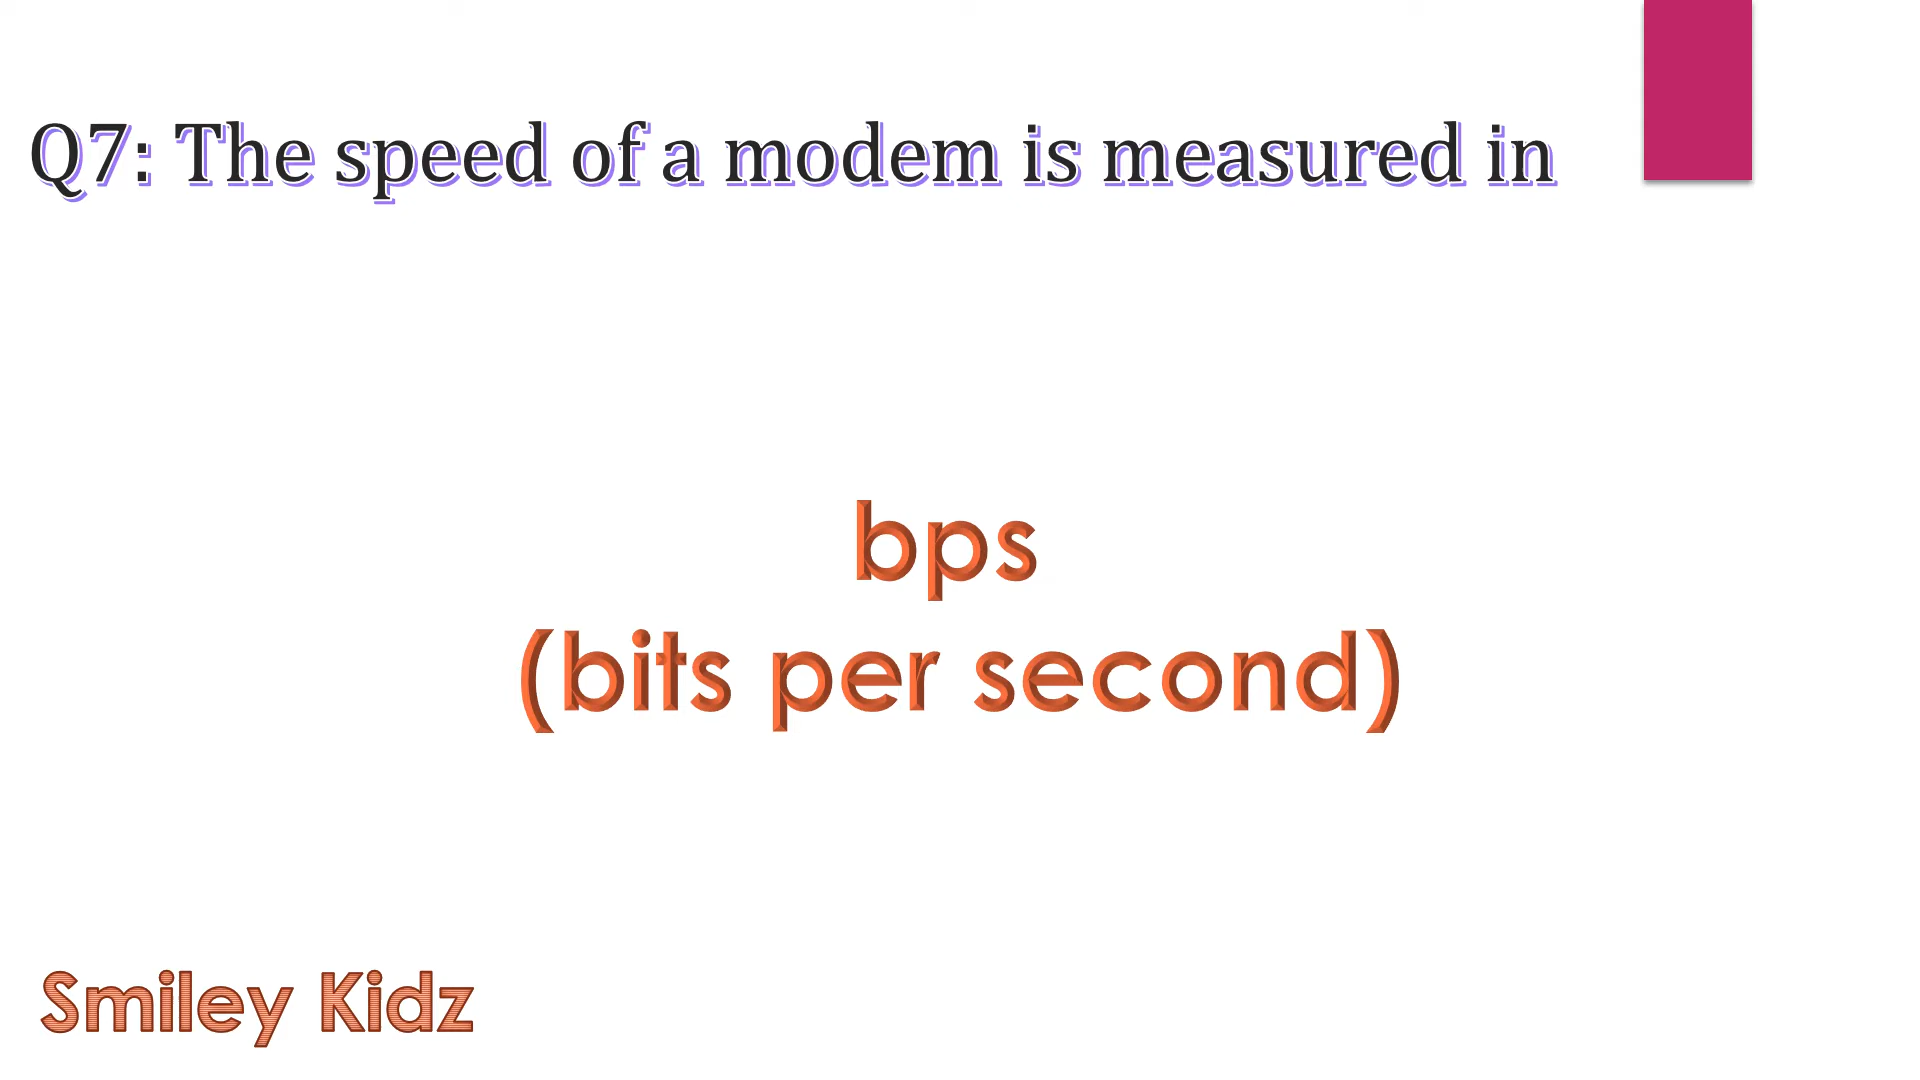 Q7: The speed of a modem is measured in
bps
(bits per second)
Smiley Kidz